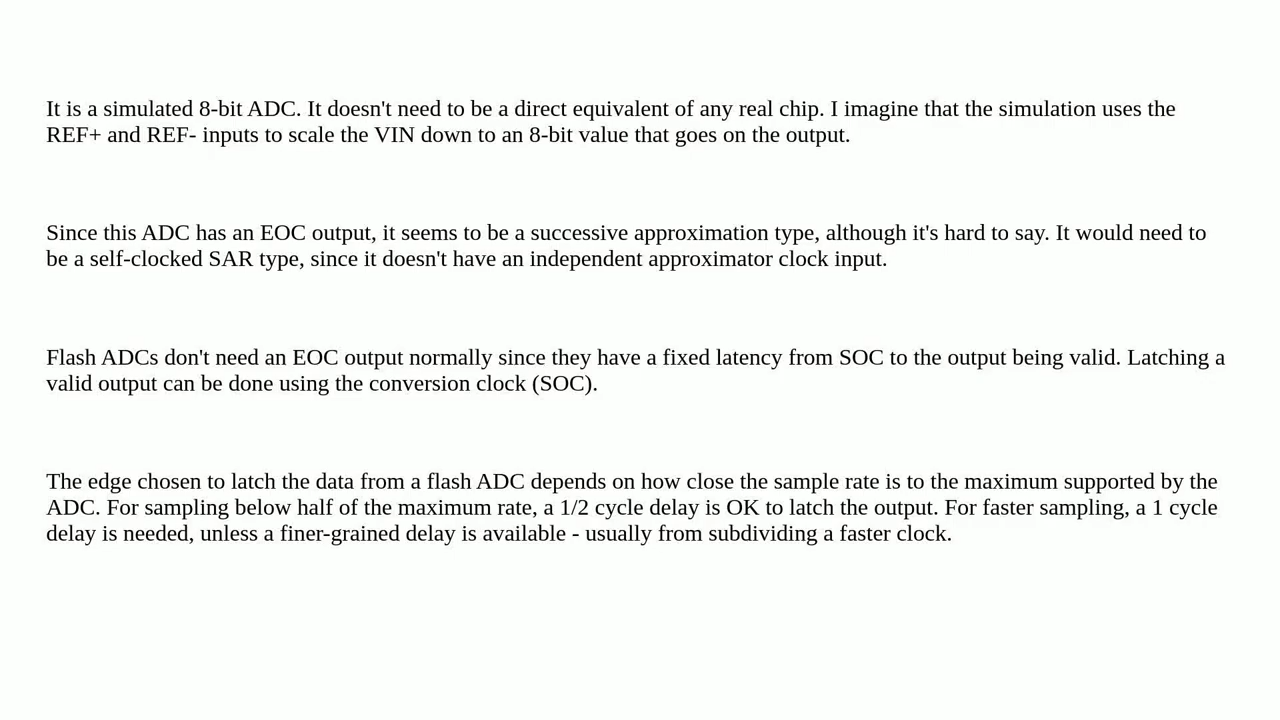 It is a simulated 8-bit ADC. It doesn't need to be a direct equivalent of any real chip. I imagine that the simulation uses the
REF+ and REF- inputs to scale the VIN down to an 8-bit value that goes on the output.
Since this ADC has an EOC output, it seems to be a successive approximation type, although it's hard to say. It would need to
be a self-clocked SAR type, since it doesn't have an independent approximator clock input.
Flash ADCs don't need an EOC output normally since they have a fixed latency from SOC to the output being valid. Latching a
valid output can be done using the conversion clock (SOC).
The edge chosen to latch the data from a flash ADC depends on how close the sample rate is to the maximum supported by the
ADC. For sampling below half of the maximum rate, a 1/2 cycle delay is OK to latch the output. For faster sampling, a 1 cycle
delay is needed, unless a finer-grained delay is available - usually from subdividing a faster clock.